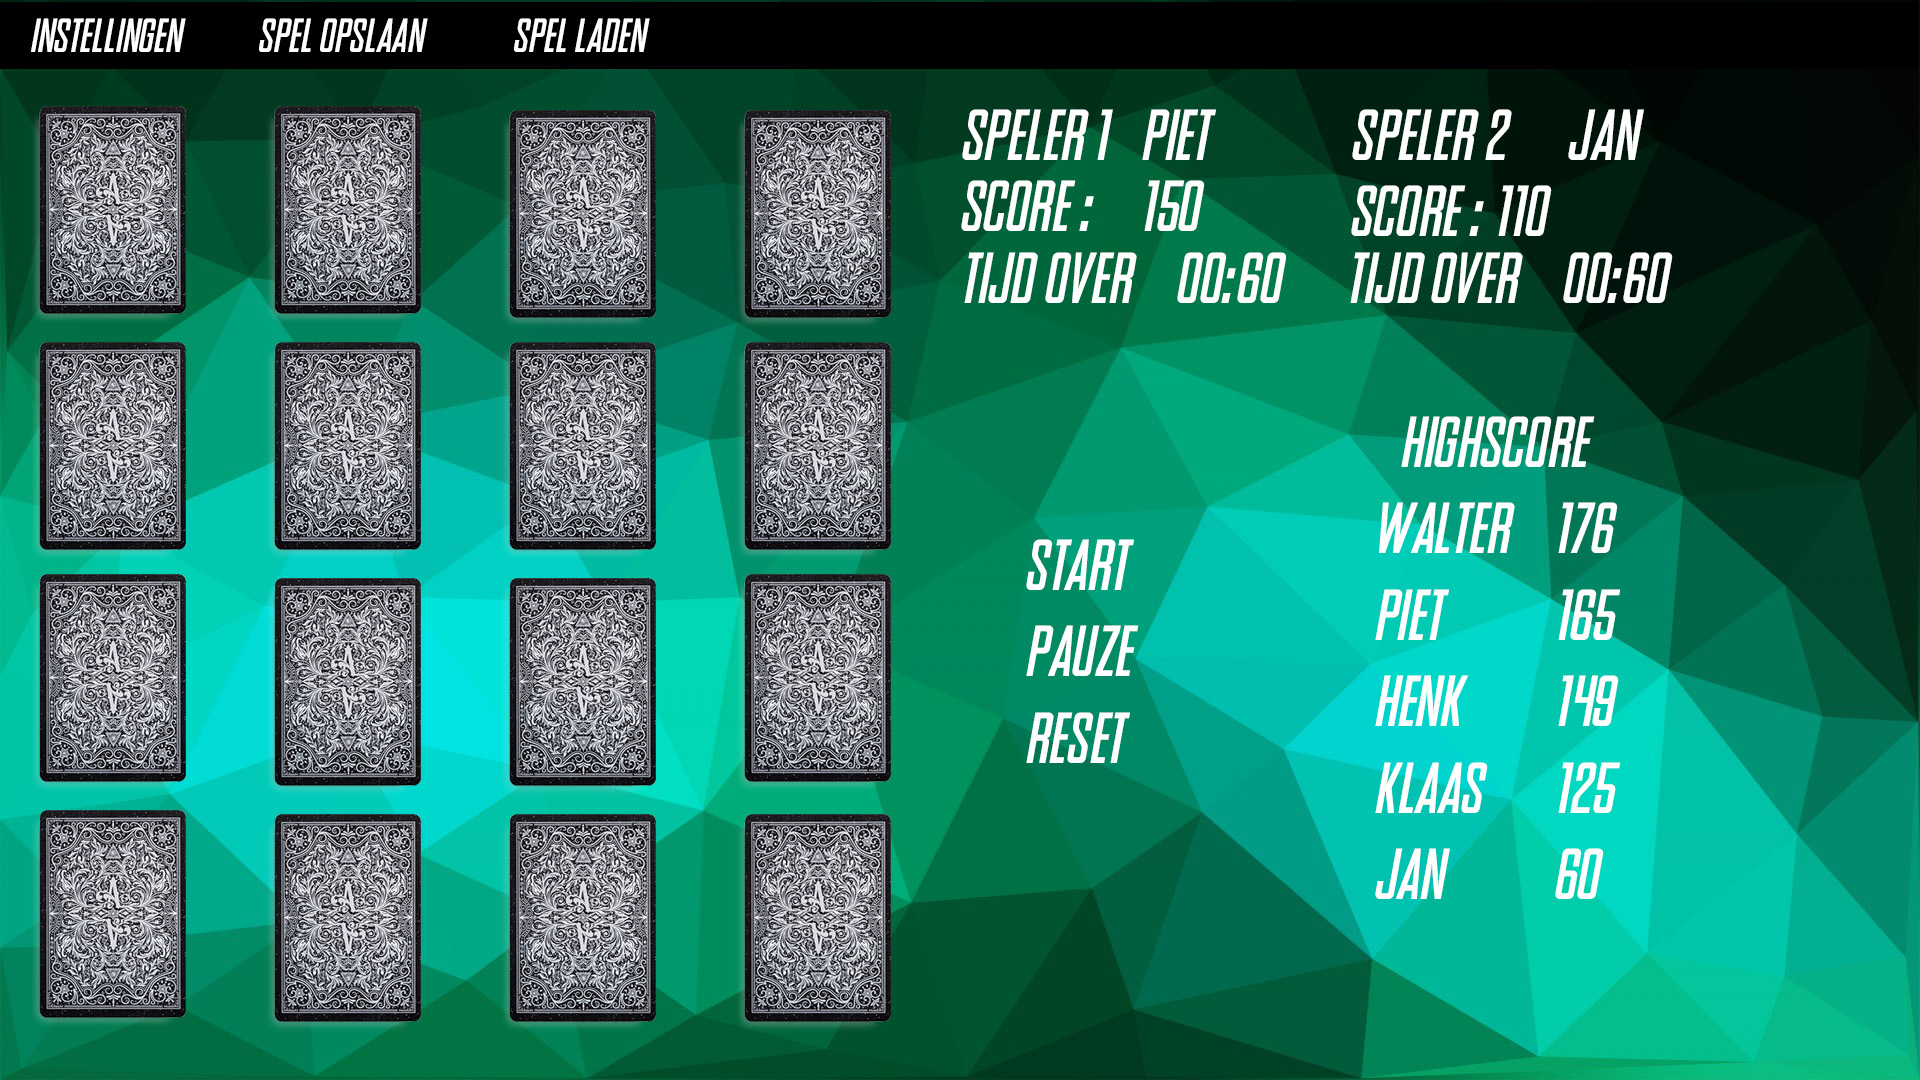 INSTELLINGEN SPEL OPSLAAN SPEL LADEN
SPELER 1 PIET
SCORE : 150
TIJD OVER 00:60
SPELER 2 JAN
SCORE : 110
TIJD OVER 00:60
START
PAUZE
RESET
HIGHSCORE
WALTER 176
PIET 165
HENK 149
KLAAS 125
JAN 60